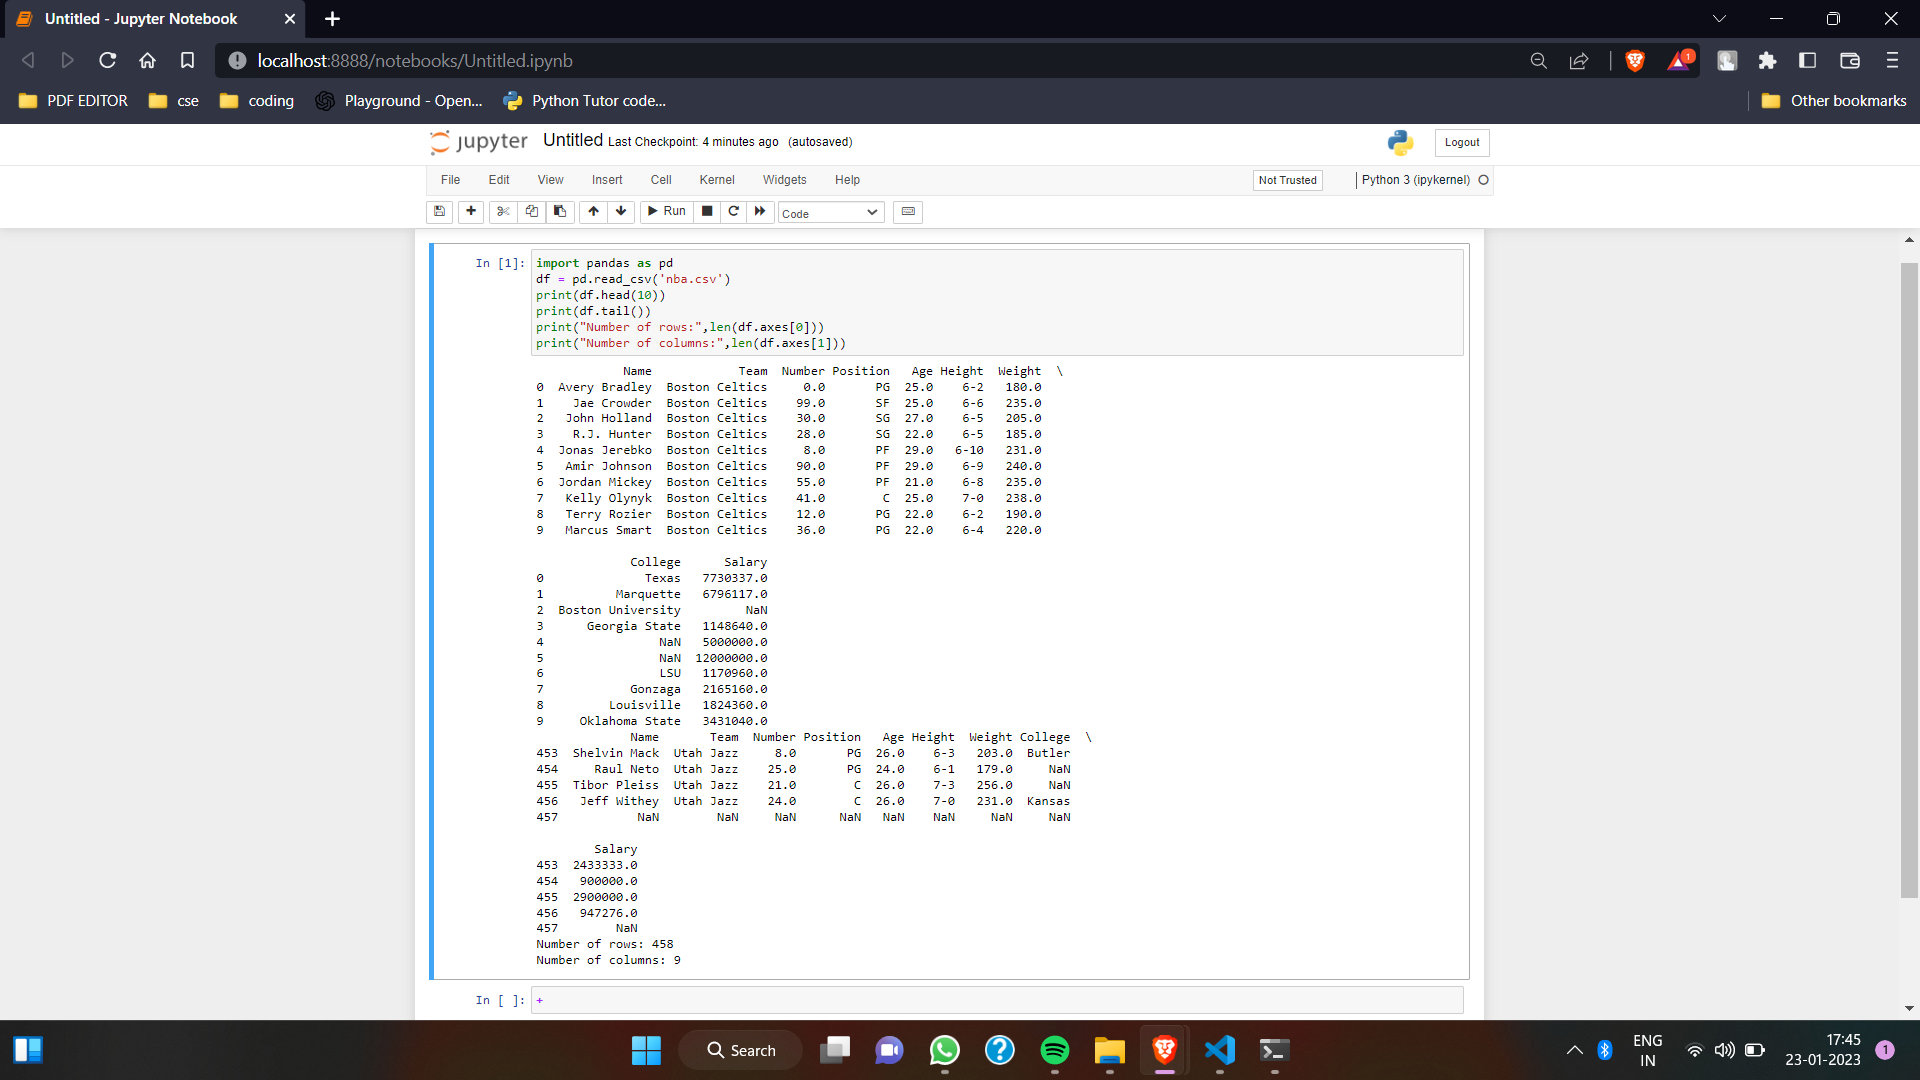 Untitled - Jupyter Notebook
localhost:8888/notebooks/Untitled.ipynb
1
PDF EDITOR cse coding Playground - Open... Python Tutor code... Other bookmarks
jupyter Untitled Last Checkpoint: 4 minutes ago (autosaved) Logout
File Edit View Insert Cell Kernel Widgets Help Not Trusted Python 3 (ipykernel)
Run Code
In [1]: import pandas as pd
df = pd.read_csv('nba.csv')
print(df.head(10))
print(df.tail())
print("Number of rows:",len(df.axes[0]))
print("Number of columns:",len(df.axes[1]))
Name Team Number Position Age Height Weight \
0 Avery Bradley Boston Celtics 0.0 PG 25.0 6-2 180.0
1 Jae Crowder Boston Celtics 99.0 SF 25.0 6-6 235.0
2 John Holland Boston Celtics 30.0 SG 27.0 6-5 205.0
3 R.J. Hunter Boston Celtics 28.0 SG 22.0 6-5 185.0
4 Jonas Jerebko Boston Celtics 8.0 PF 29.0 6-10 231.0
5 Amir Johnson Boston Celtics 90.0 PF 29.0 6-9 240.0
6 Jordan Mickey Boston Celtics 55.0 PF 21.0 6-8 235.0
7 Kelly Olynyk Boston Celtics 41.0 C 25.0 7-0 238.0
8 Terry Rozier Boston Celtics 12.0 PG 22.0 6-2 190.0
9 Marcus Smart Boston Celtics 36.0 PG 22.0 6-4 220.0
College Salary
0 Texas 7730337.0
1 Marquette 6796117.0
2 Boston University NaN
3 Georgia State 1148640.0
4 NaN 5000000.0
5 NaN 12000000.0
6 LSU 1170960.0
7 Gonzaga 2165160.0
8 Louisville 1824360.0
9 Oklahoma State 3431040.0
Name Team Number Position Age Height Weight College \
453 Shelvin Mack Utah Jazz 8.0 PG 26.0 6-3 203.0 Butler
454 Raul Neto Utah Jazz 25.0 PG 24.0 6-1 179.0 NaN
455 Tibor Pleiss Utah Jazz 21.0 C 26.0 7-3 256.0 NaN
456 Jeff Withey Utah Jazz 24.0 C 26.0 7-0 231.0 Kansas
457 NaN NaN NaN NaN NaN NaN NaN NaN
Salary
453 2433333.0
454 900000.0
455 2900000.0
456 947276.0
457 NaN
Number of rows: 458
Number of columns: 9
In [ ]: +
Search ENG IN 17:45 23-01-2023 1